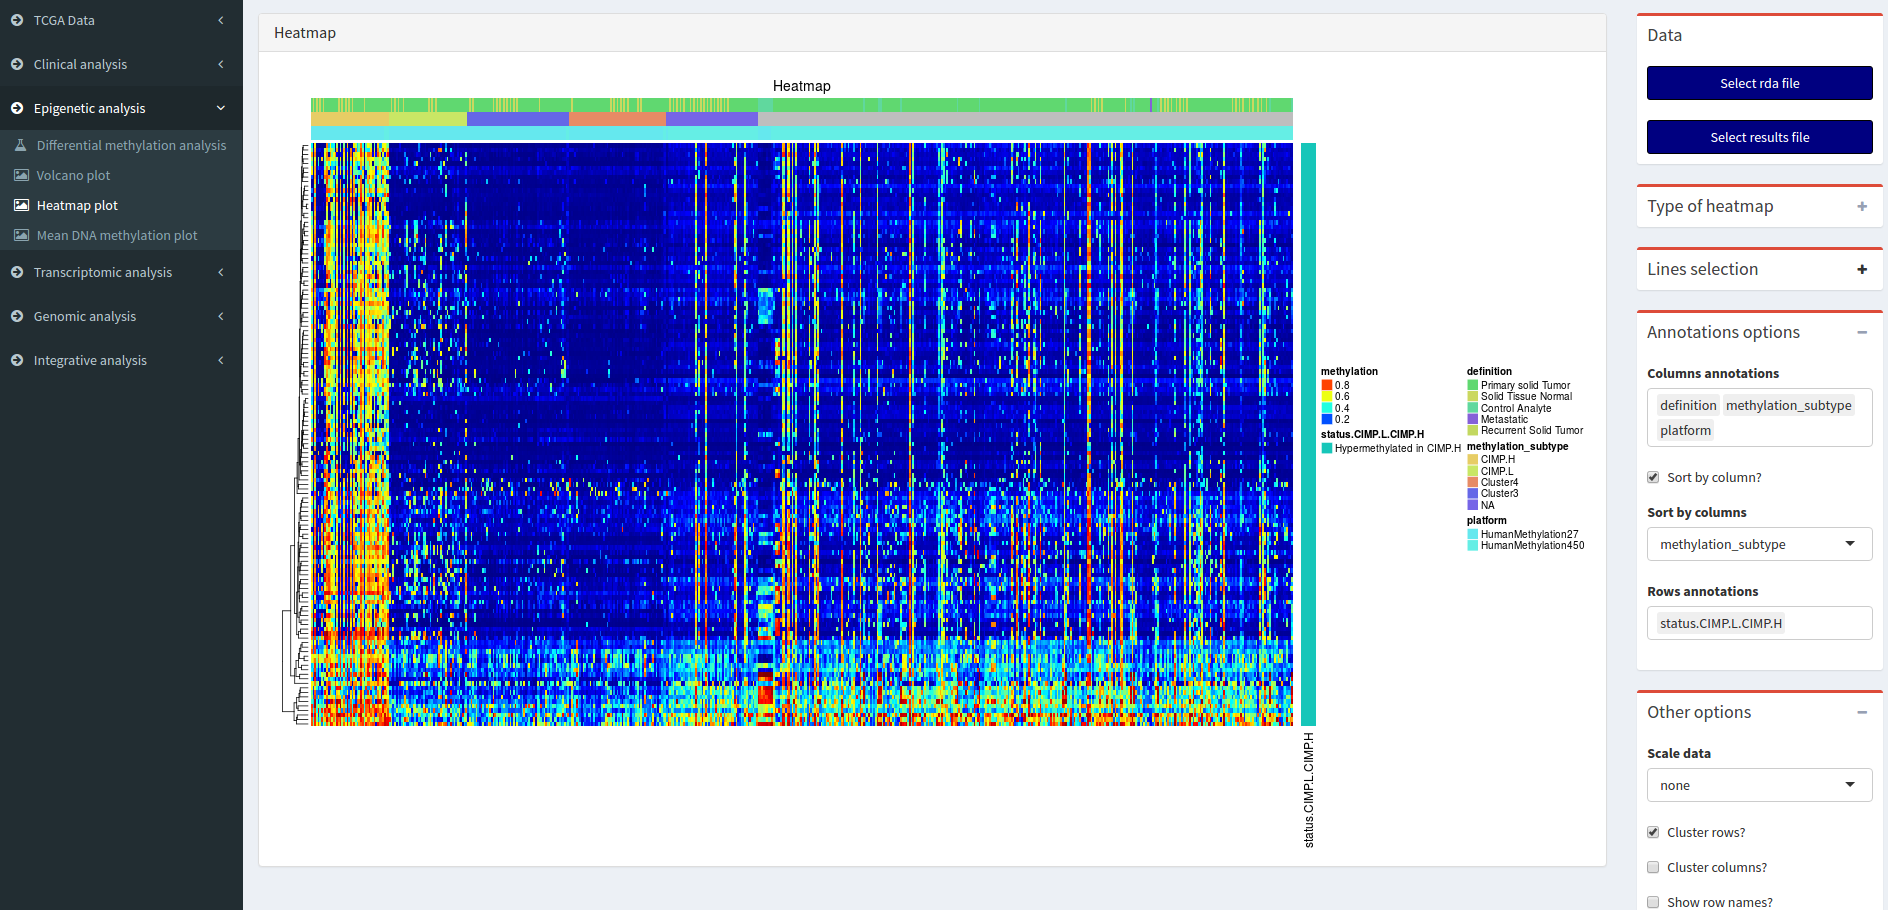 TCGA Data
Clinical analysis
Epigenetic analysis
Differential methylation analysis
Volcano plot
Heatmap plot
Mean DNA methylation plot
Transcriptomic analysis
Genomic analysis
Integrative analysis
Heatmap
Heatmap
methylation
0.8
0.6
0.4
0.2
status.CIMP.L.CIMP.H
Hypermethylated in CIMP.H
definition
Primary solid Tumor
Solid Tissue Normal
Control Analyte
Metastatic
Recurrent Solid Tumor
methylation_subtype
CIMP.H
CIMP.L
Cluster4
Cluster3
NA
platform
HumanMethylation27
HumanMethylation450
status.CIMP.L.CIMP.H
Data
Select rda file
Select results file
Type of heatmap
Lines selection
Annotations options
Columns annotations
definition methylation_subtype
platform
Sort by column?
Sort by columns
methylation_subtype
Rows annotations
status.CIMP.L.CIMP.H
Other options
Scale data
none
Cluster rows?
Cluster columns?
Show row names?